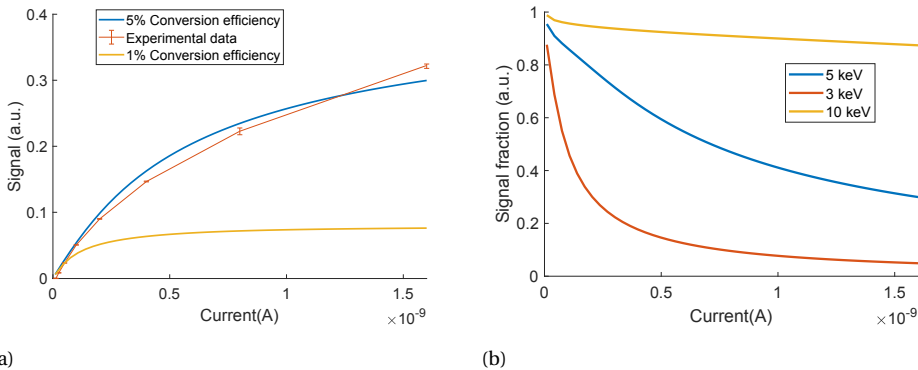 5% Conversion efficiency
Experimental data
1% Conversion efficiency
0.4
0.3
0.2
0.1
0
Signal (a.u.)
0 0.5 1 1.5
Current(A) ×10⁻⁹
a)
5 keV
3 keV
10 keV
1
0.8
0.6
0.4
0.2
0
Signal fraction (a.u.)
0 0.5 1 1.5
Current(A) ×10⁻⁹
(b)